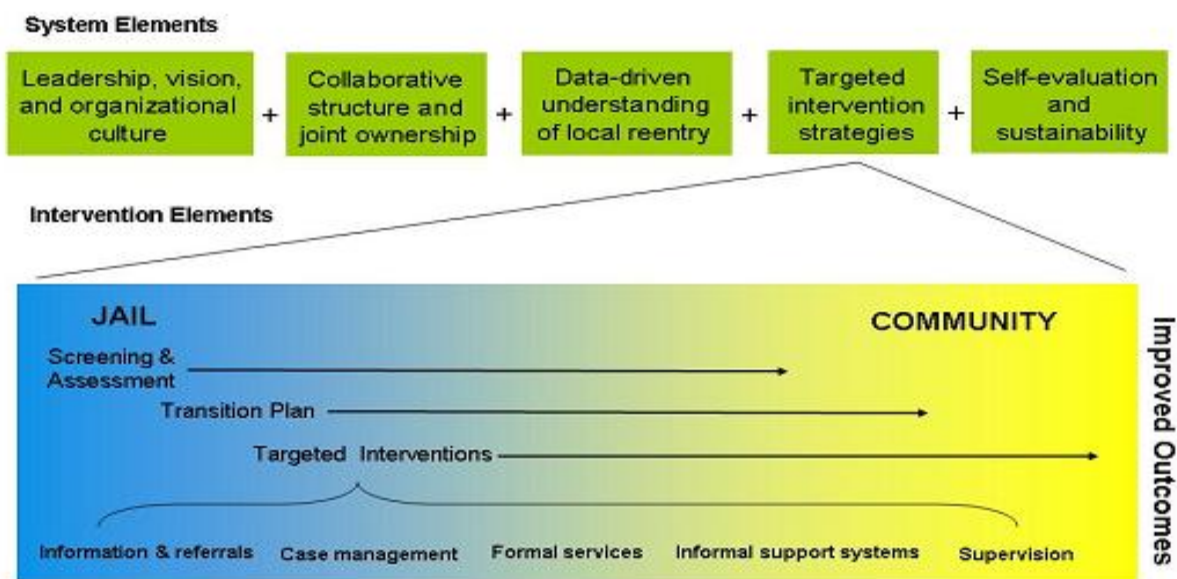 System Elements
Leadership, vision,
and organizational
culture
+
Collaborative
structure and
joint ownership
+
Data-driven
understanding
of local reentry
+
Targeted
intervention
strategies
+
Self-evaluation
and
sustainability
Intervention Elements
JAIL
COMMUNITY
Screening &
Assessment
Transition Plan
Targeted Interventions
Information & referrals
Case management
Formal services
Informal support systems
Supervision
Improved Outcomes